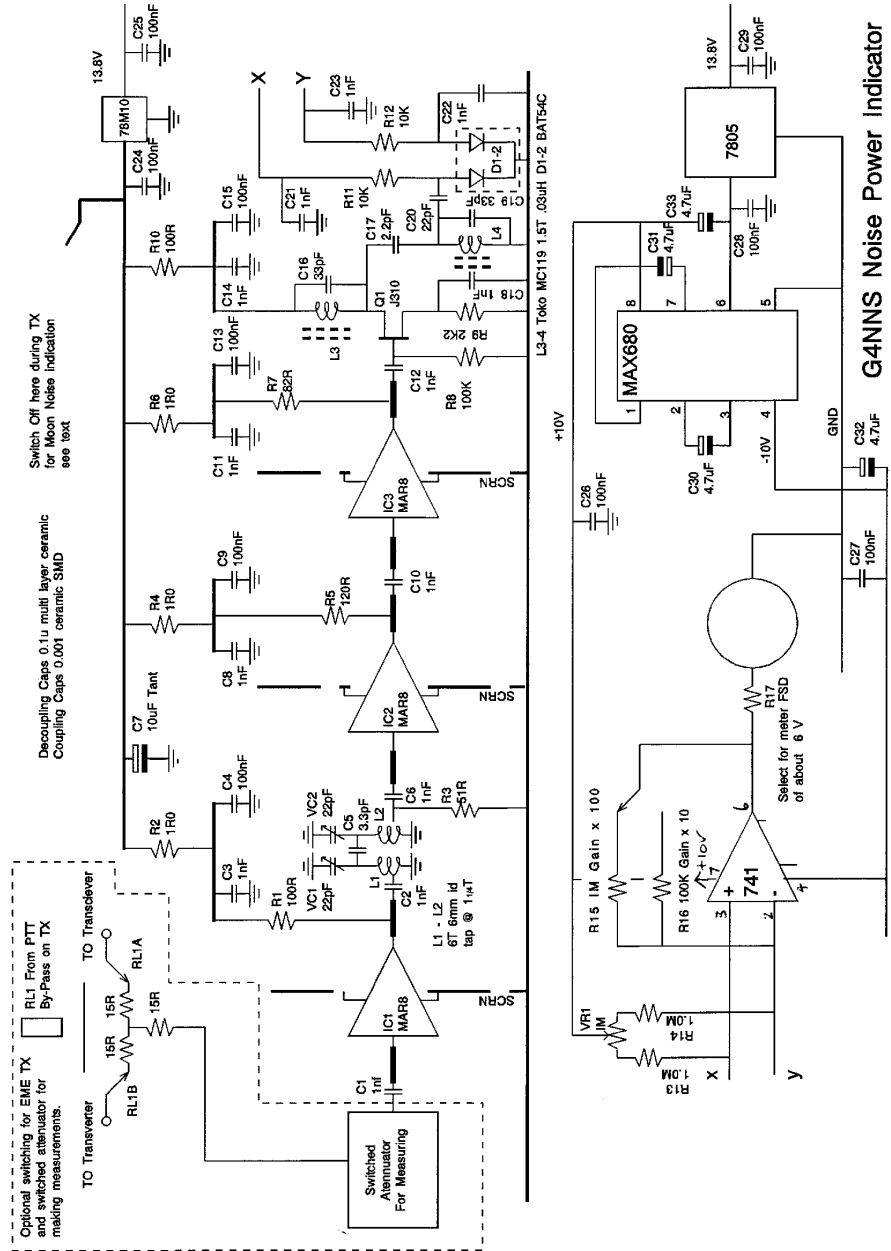 Optional switching for EME TX
and switched attenuator for
making measurements.
RL1 From PTT
By-Pass on TX
TO Transverter
TO Transciever
RL1B
RL1A
15R
15R
15R
Switched
Atennuator
For Measuring
Decoupling Caps 0.1u multi layer ceramic
Coupling Caps 0.001 ceramic SMD
Switch Off here during TX
for Moon Noise indication
see text
C7
10uF Tant
78M10
13.8V
C24
100nF
C25
100nF
R2
1R0
R4
1R0
R6
1R0
R10
100R
C3
1nF
C4
100nF
C8
1nF
C9
100nF
C11
1nF
C13
100nF
C14
1nF
C15
100nF
R1
100R
R5
120R
R7
82R
C1
1nf
IC1
MAR8
SCRN
C2
1nF
L1
VC1
22pF
VC2
22pF
C5
3.3pF
L2
L1 - L2
6T 6mm id
tap @ 1¼T
C6
1nF
R3
51R
IC2
MAR8
SCRN
C10
1nF
IC3
MAR8
SCRN
C12
1nF
R8
100K
L3
C16
33pF
Q1
J310
R9 2K2
C18 1nF
C17
2.2pF
L4
C19 33pF
C20
22pF
C21
1nF
R11
10K
R12
10K
C23
1nF
C22
1nF
D1-2
X
Y
L3-4 Toko MC119 1.5T .03uH D1-2 BAT54C
+10V
VR1
IM
R13
1.0M
R14
1.0M
X
y
R15 IM Gain x 100
R16 100K Gain x 10
+10V
3
2
7
4
6
+
-
741
R17
Select for meter FSD
of about 6 V
C26
100nF
C27
100nF
C32
4.7uF
GND
-10V
C30
4.7uF
C31
4.7uF
C33
4.7uF
MAX680
1
2
3
4
8
7
6
5
C28
100nF
7805
13.8V
C29
100nF
G4NNS Noise Power Indicator